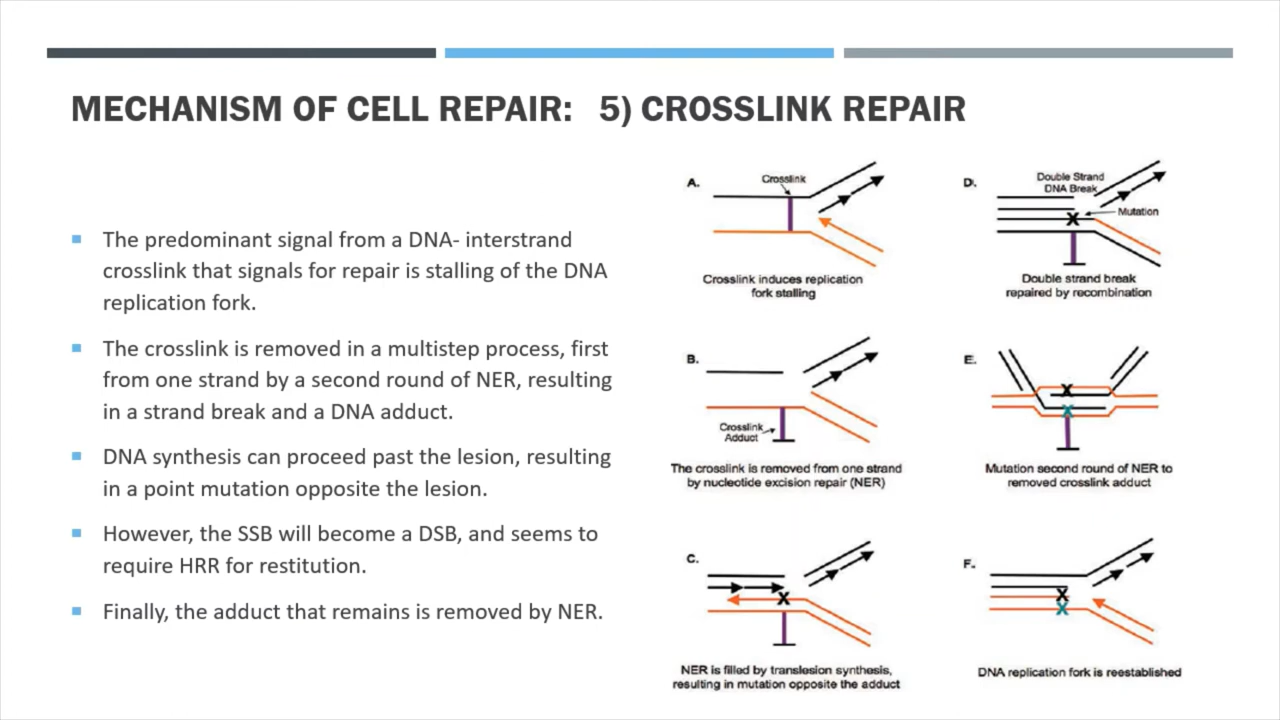 MECHANISM OF CELL REPAIR: 5) CROSSLINK REPAIR
The predominant signal from a DNA- interstrand
crosslink that signals for repair is stalling of the DNA
replication fork.
The crosslink is removed in a multistep process, first
from one strand by a second round of NER, resulting
in a strand break and a DNA adduct.
DNA synthesis can proceed past the lesion, resulting
in a point mutation opposite the lesion.
However, the SSB will become a DSB, and seems to
require HRR for restitution.
Finally, the adduct that remains is removed by NER.
A.
Crosslink
Crosslink induces replication
fork stalling
B.
Crosslink
Adduct
The crosslink is removed from one strand
by nucleotide excision repair (NER)
C.
X
NER is filled by translesion synthesis,
resulting in mutation opposite the adduct
D.
Double Strand
DNA Break
Mutation
X
Double strand break
repaired by recombination
E.
X
X
Mutation second round of NER to
removed crosslink adduct
F.
X
X
DNA replication fork is reestablished